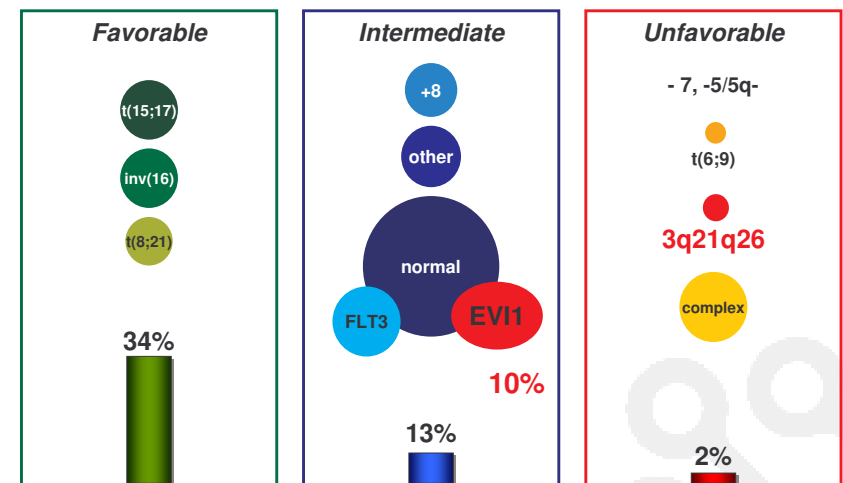 Favorable
t(15;17)
inv(16)
t(8;21)
34%
Intermediate
+8
other
normal
FLT3
EVI1
10%
13%
Unfavorable
- 7, -5/5q-
t(6;9)
3q21q26
complex
2%